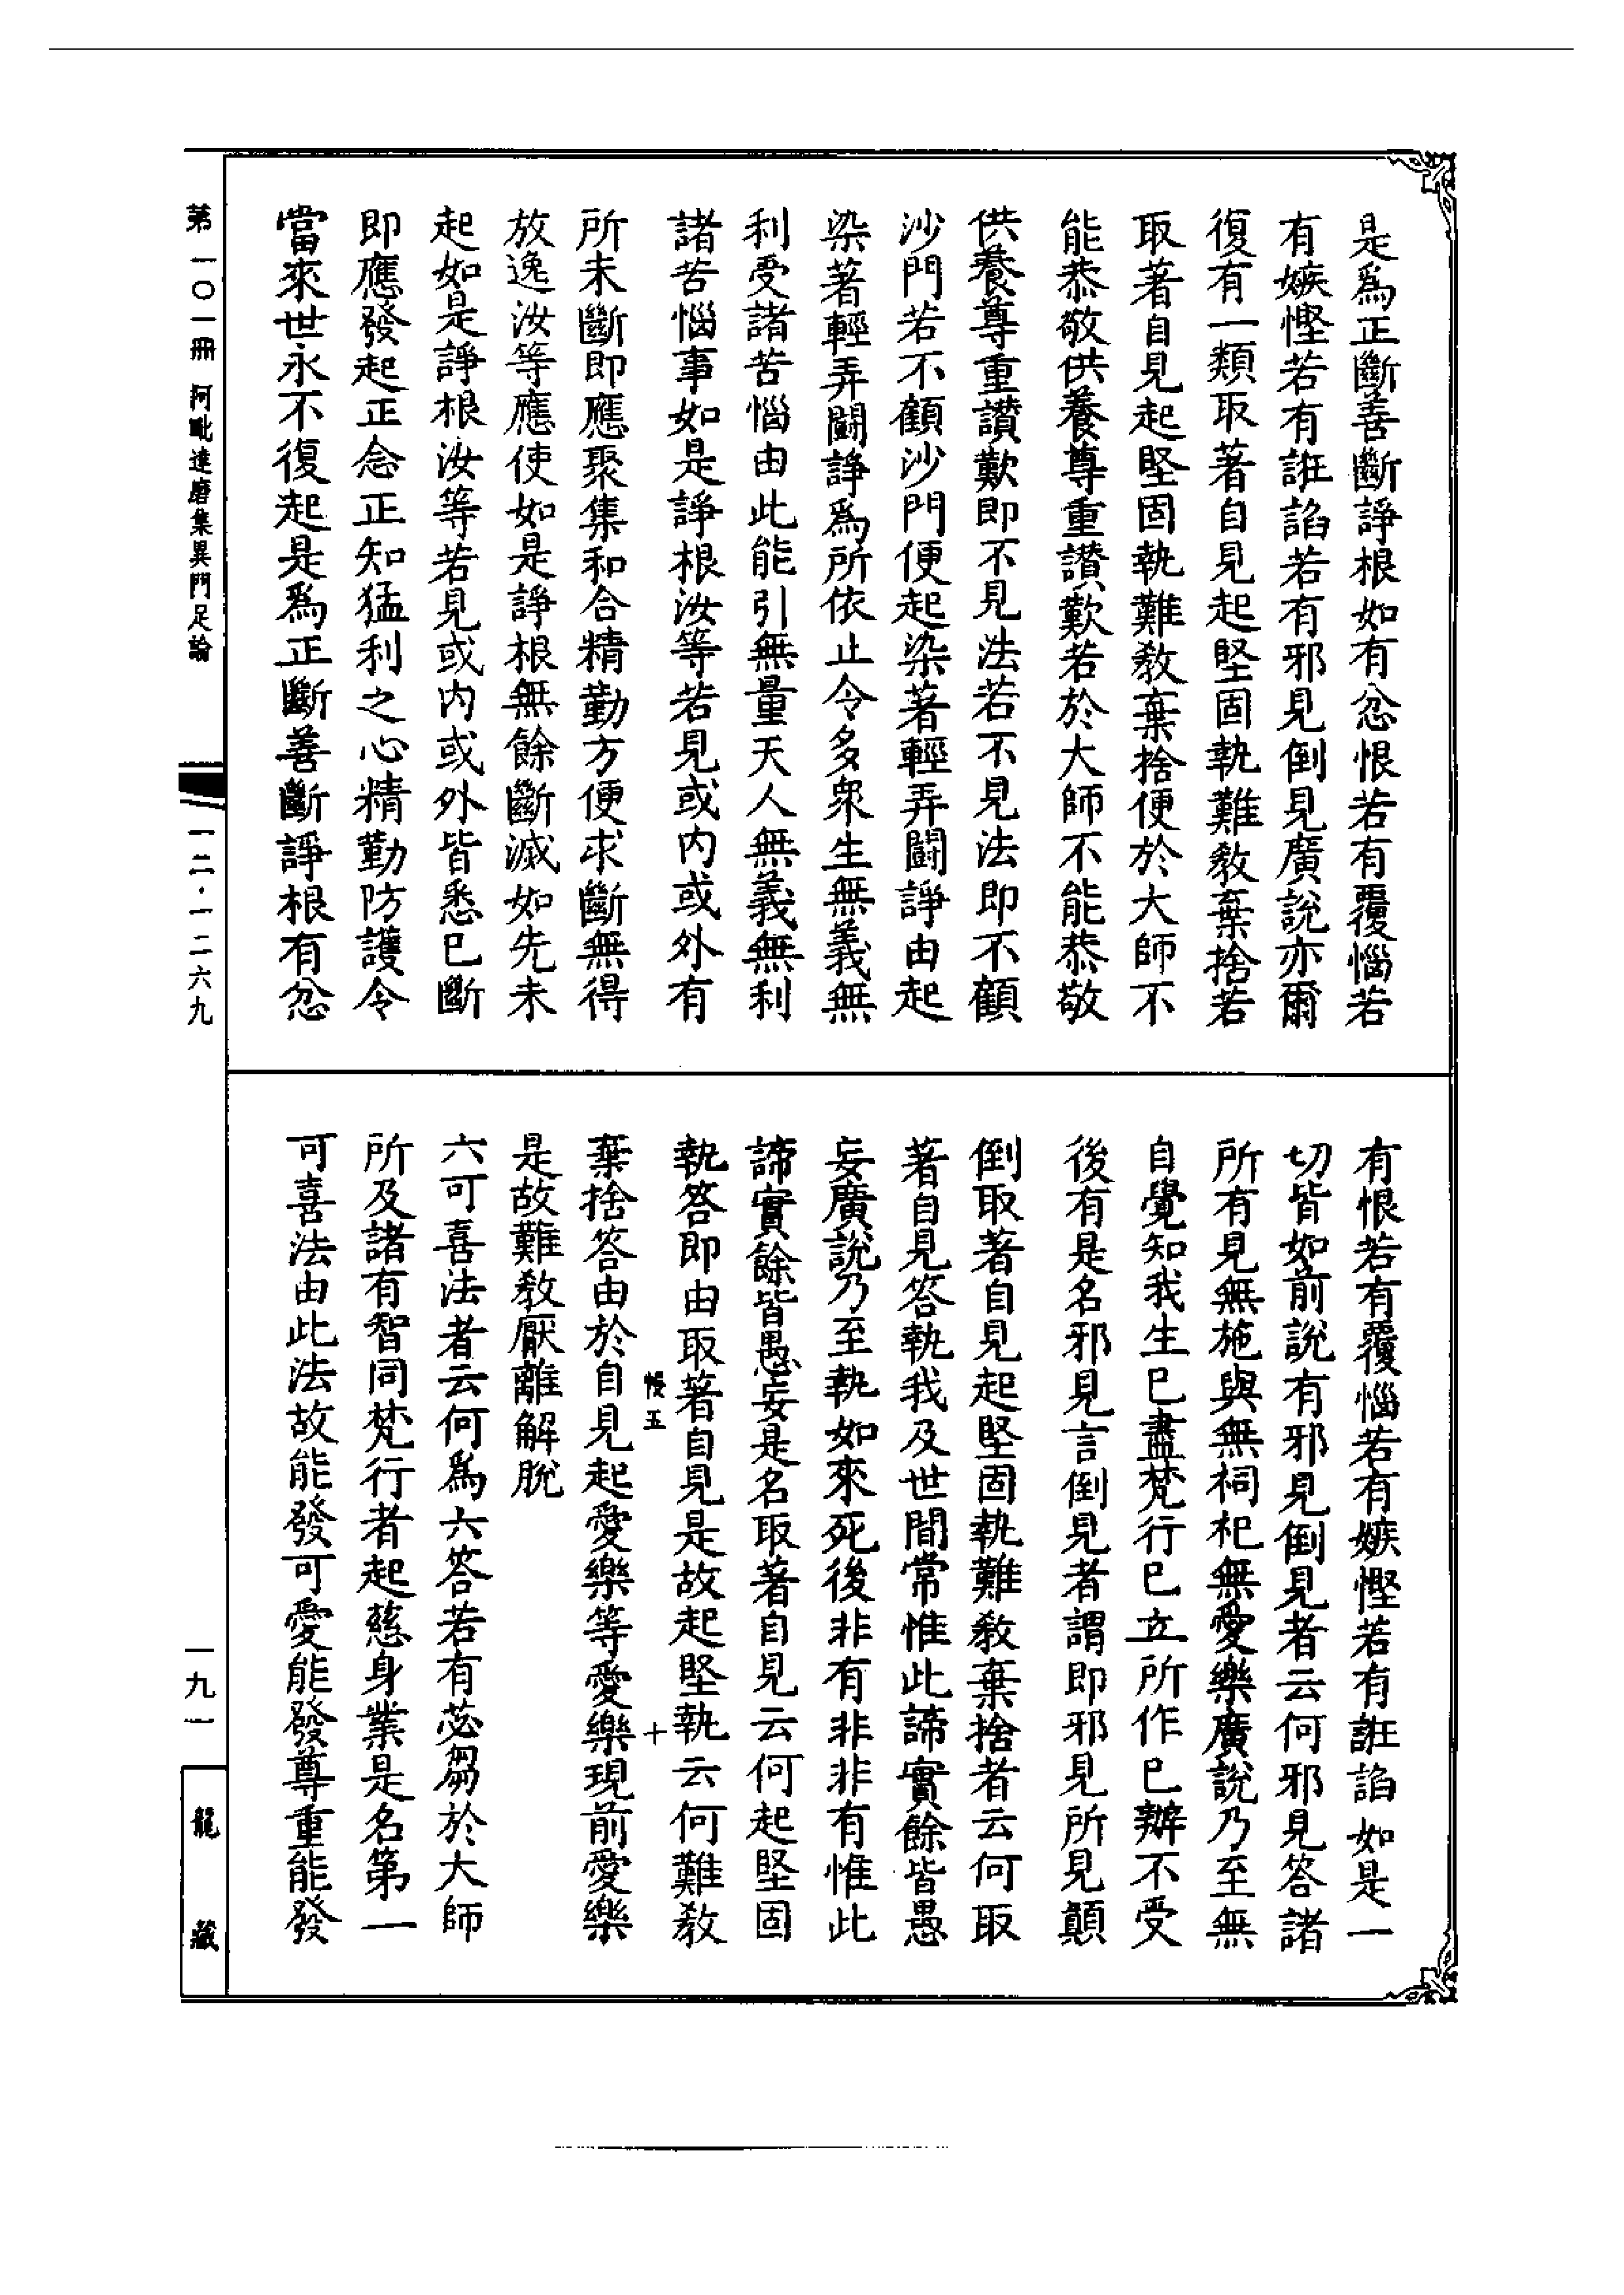 是爲正斷善斷諍根如有忿恨若有覆惱若
有嫉慳若有誑諂若有邪見倒見廣說亦爾
復有一類取著自見起堅固執難教棄捨若
取著自見起堅固執難教棄捨便於大師不
能恭敬供養尊重讚歎若於大師不能恭敬
供養尊重讚歎即不見法若不見法即不顧
沙門若不顧沙門便起染著輕弄鬪諍由起
染著輕弄鬪諍爲所依止令多衆生無義無
利受諸苦惱由此能引無量天人無義無利
諸苦惱事如是諍根汝等若見或內或外有
所未斷即應聚集和合精勤方便求斷無得
放逸汝等應使如是諍根無餘斷滅如先未
起如是諍根汝等若見或內或外皆悉已斷
即應發起正念正知猛利之心精勤防護令
當來世永不復起是爲正斷善斷諍根有忿
有恨若有覆惱若有嫉慳若有誑諂如是一
切皆如前說有邪見倒見者云何邪見答諸
所有見無施與無祠祀無愛樂廣說乃至無
自覺知我生已盡梵行已立所作已辦不受
後有是名邪見言倒見者謂即邪見所見顛
倒取著自見起堅固執難教棄捨者云何取
著自見答執我及世間常惟此諦實餘皆愚
妄廣說乃至執如來死後非有非非有惟此
諦實餘皆愚妄是名取著自見云何起堅固
執答即由取著自見是故起堅執云何難教
帳五 十
棄捨答由於自見起愛樂等愛樂現前愛樂
是故難教厭離解脫
六可喜法者云何爲六答若有苾芻於大師
所及諸有智同梵行者起慈身業是名第一
可喜法由此法故能發可愛能發尊重能發
第一〇一冊 阿毗達磨集異門足論
一二·一二六九
一九一
龍藏